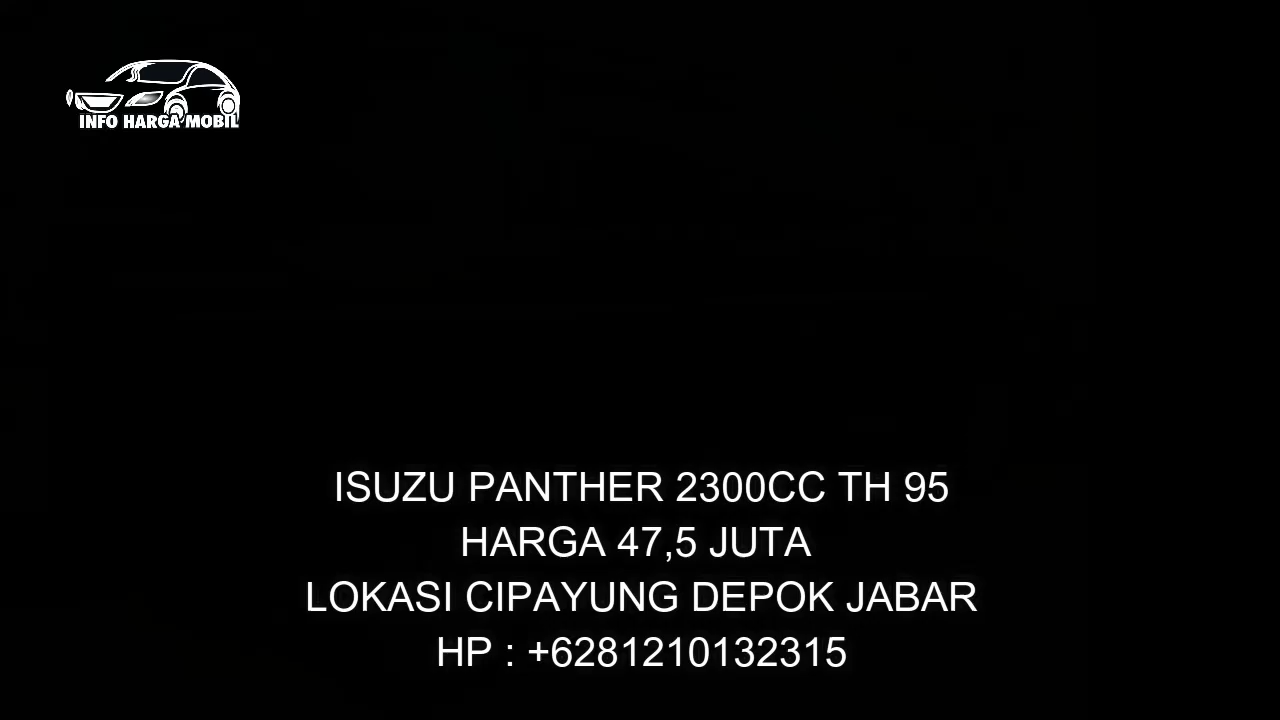 INFO HARGA MOBIL
ISUZU PANTHER 2300CC TH 95
HARGA 47,5 JUTA
LOKASI CIPAYUNG DEPOK JABAR
HP : +6281210132315